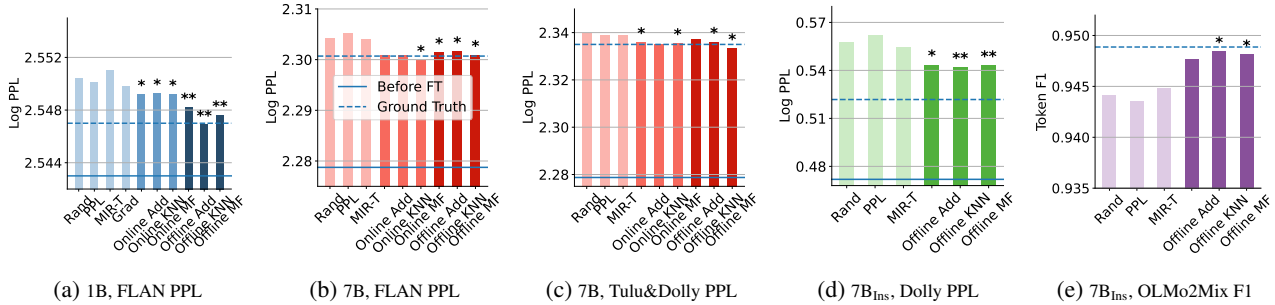 Log PPL
2.552
2.548
2.544
* * * ** ** **
Rand
PPL
MIR-T
Grad
Online Add
Online KNN
Online MF
Offline Add
Offline KNN
Offline MF
(a) 1B, FLAN PPL
Log PPL
2.31
2.30
2.29
2.28
* * * *
Before FT
Ground Truth
Rand
PPL
MIR-T
Online Add
Online KNN
Online MF
Offline Add
Offline KNN
Offline MF
(b) 7B, FLAN PPL
Log PPL
2.34
2.32
2.30
2.28
* * * *
Rand
PPL
MIR-T
Online Add
Online KNN
Online MF
Offline Add
Offline KNN
Offline MF
(c) 7B, Tulu&Dolly PPL
Log PPL
0.57
0.54
0.51
0.48
* ** **
Rand
PPL
MIR-T
Offline Add
Offline KNN
Offline MF
(d) 7BIns, Dolly PPL
Token F1
0.950
0.945
0.940
0.935
* *
Rand
PPL
MIR-T
Offline Add
Offline KNN
Offline MF
(e) 7BIns, OLMo2Mix F1